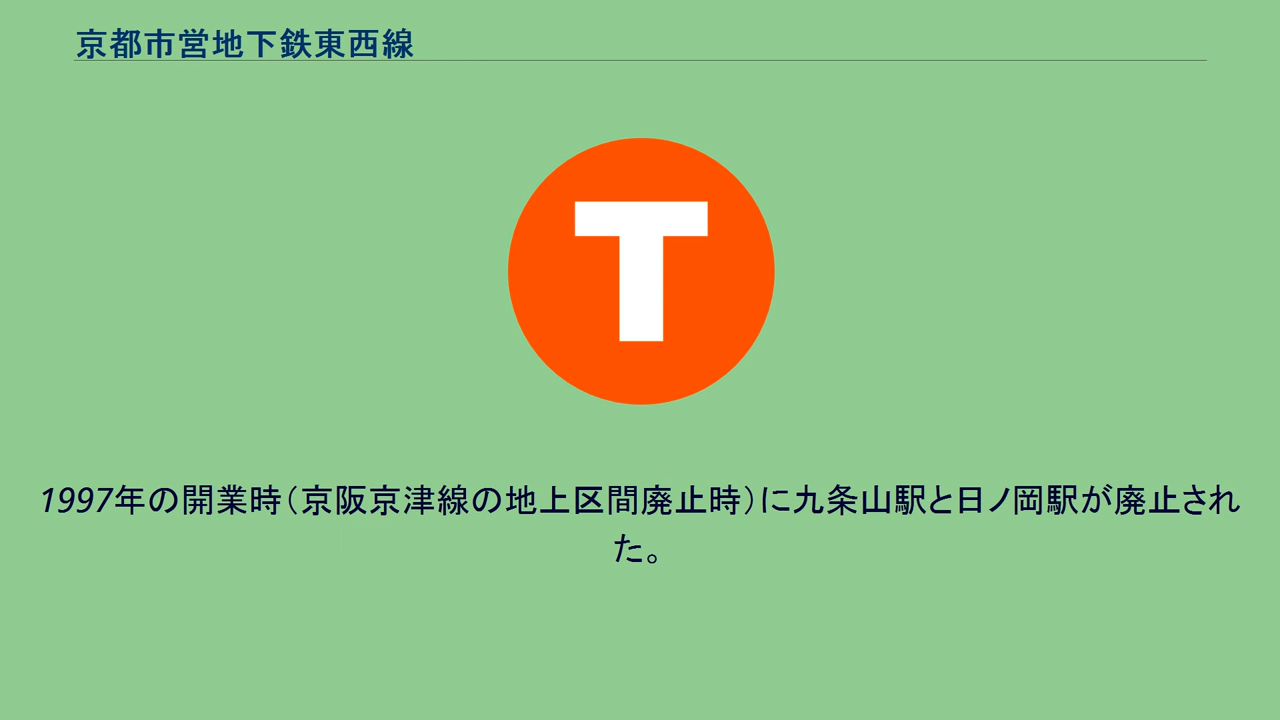 京都市営地下鉄東西線
T
1997年の開業時（京阪京津線の地上区間廃止時）に九条山駅と日ノ岡駅が廃止され
た。